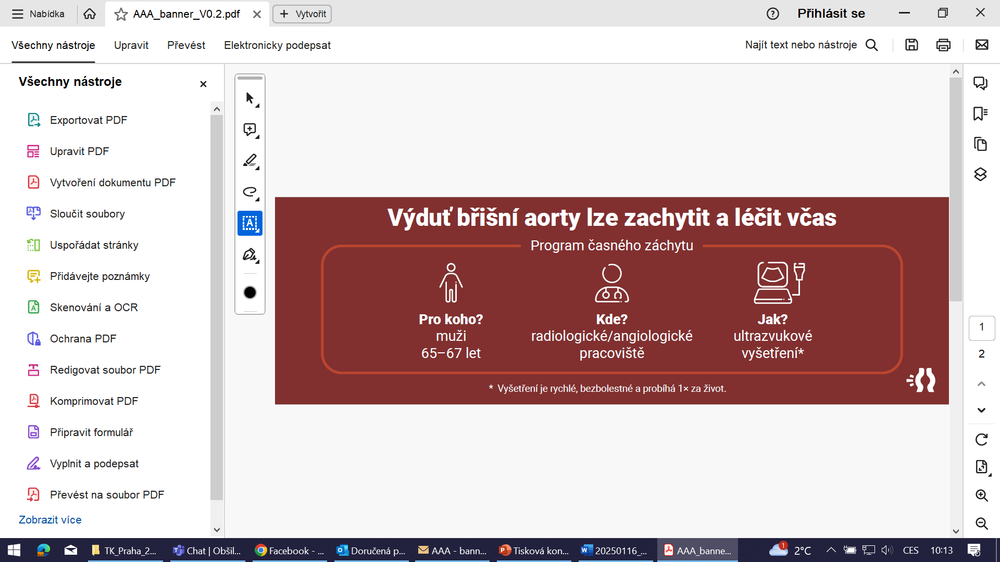 Nabídka
AAA_banner_V0.2.pdf
Vytvořit
Přihlásit se
Všechny nástroje
Upravit
Převést
Elektronicky podepsat
Najít text nebo nástroje
Všechny nástroje
Exportovat PDF
Upravit PDF
Vytvoření dokumentu PDF
Sloučit soubory
Uspořádat stránky
Přidávejte poznámky
Skenování a OCR
Ochrana PDF
Redigovat soubor PDF
Komprimovat PDF
Připravit formulář
Vyplnit a podepsat
Převést na soubor PDF
Zobrazit více
Výduť břišní aorty lze zachytit a léčit včas
Program časného záchytu
Pro koho?
muži
65–67 let
Kde?
radiologické/angiologické
pracoviště
Jak?
ultrazvukové
vyšetření*
* Vyšetření je rychlé, bezbolestné a probíhá 1× za život.
1
2
TK_Praha_2...
Chat | Obšil...
Facebook - ...
Doručená p...
AAA - bann...
Tisková kon...
20250116_...
AAA_banne...
1
2°C
CES
10:13